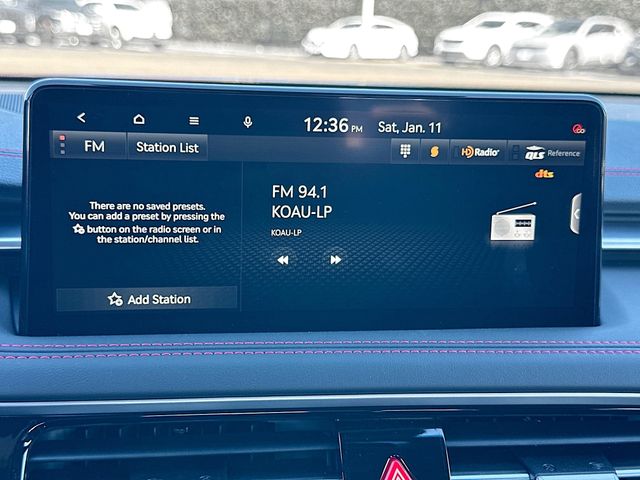 12:36 PM Sat, Jan. 11
FM Station List HD Radio QLS Reference
dts
There are no saved presets.
You can add a preset by pressing the
button on the radio screen or in
the station/channel list.
Add Station
FM 94.1
KOAU-LP
KOAU-LP